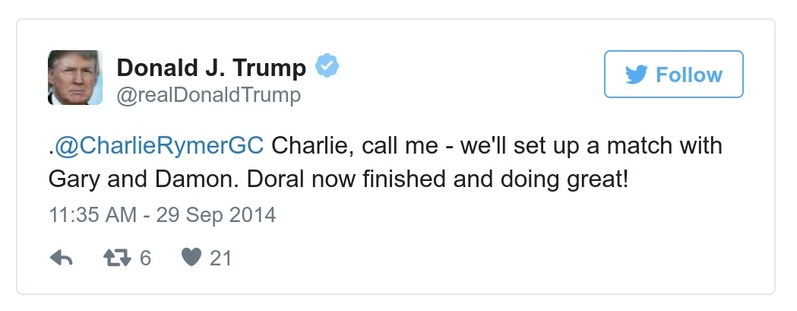 Donald J. Trump
@realDonaldTrump
Follow
.@CharlieRymerGC Charlie, call me - we'll set up a match with
Gary and Damon. Doral now finished and doing great!
11:35 AM - 29 Sep 2014
6 21